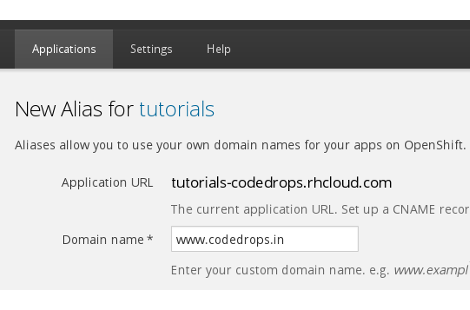 Applications Settings Help
New Alias for tutorials
Aliases allow you to use your own domain names for your apps on OpenShift.
Application URL tutorials-codedrops.rhcloud.com
The current application URL. Set up a CNAME recor
Domain name * www.codedrops.in
Enter your custom domain name. e.g. www.exampl